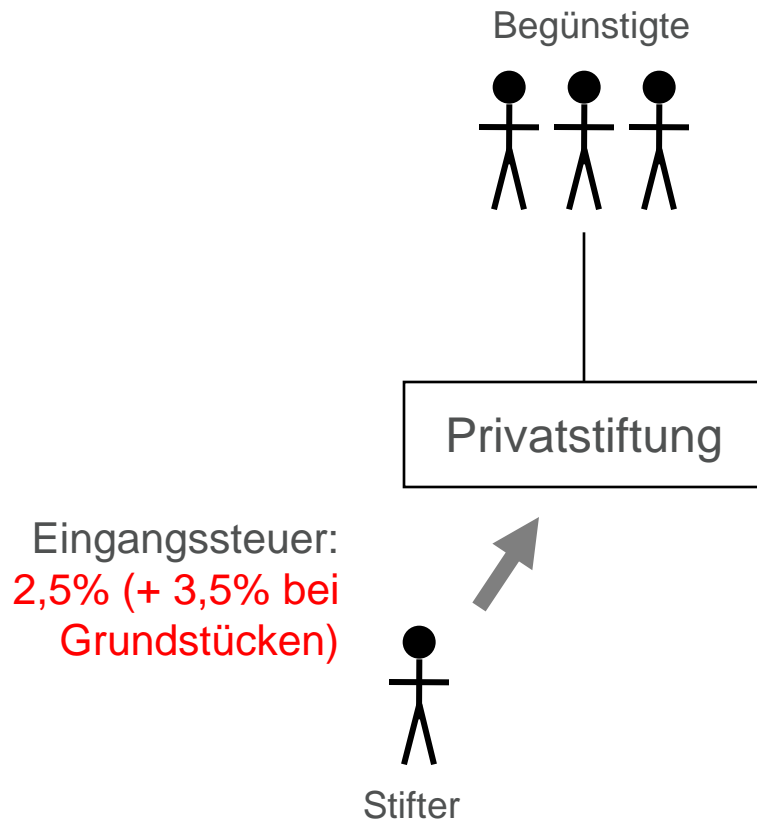 Begünstigte
Privatstiftung
Eingangssteuer:
2,5% (+ 3,5% bei
Grundstücken)
Stifter